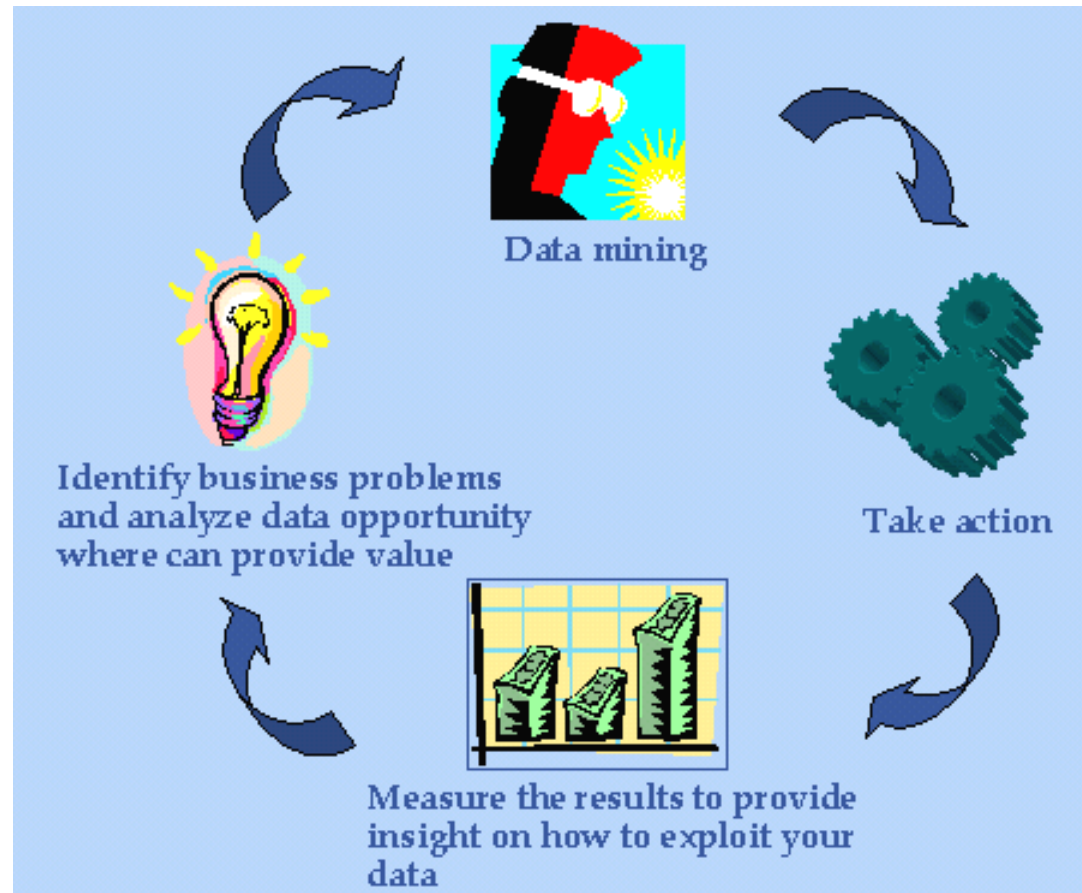 Data mining
Identify business problems
and analyze data opportunity
where can provide value
Take action
Measure the results to provide
insight on how to exploit your
data